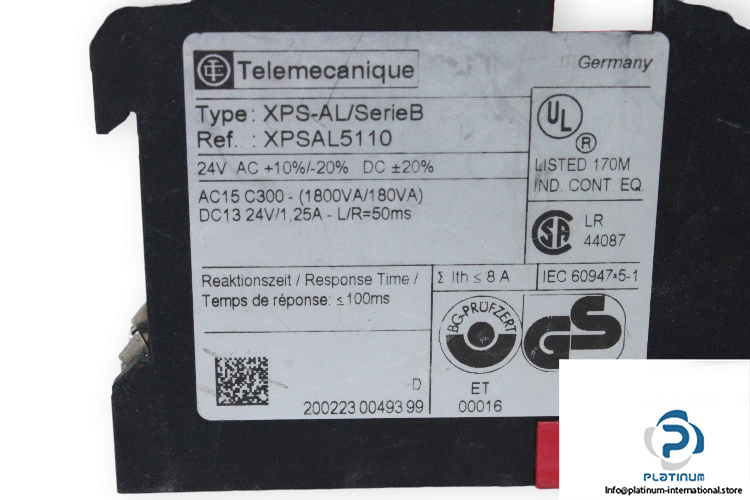 Telemecanique
Germany
Type: XPS-AL/SerieB
Ref. : XPSAL5110
24V AC +10%/-20% DC ±20%
AC15 C300 - (1800VA/180VA)
DC13 24V/1,25A - L/R=50ms
UL
®
LISTED 170M
IND. CONT. EQ.
SA
LR
44087
Reaktionszeit / Response Time /
Temps de réponse: ≤100ms
Σ Ith ≤ 8 A
IEC 60947-5-1
BG-PRÜFZERT
GS
ET
00016
D
200223 00493 99
PLATINUM
Info@platinum-international.store